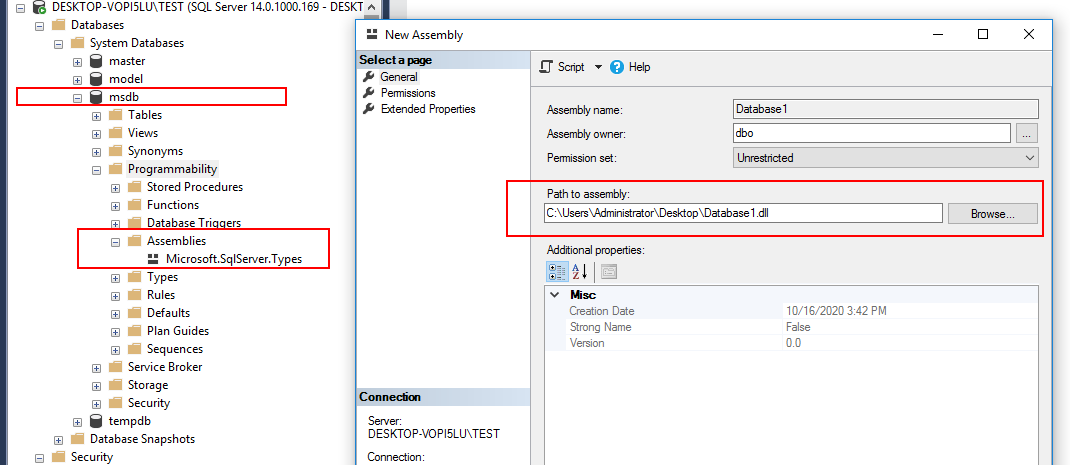 DESKTOP-VOPI5LU\TEST (SQL Server 14.0.1000.169 - DESKT
Databases
System Databases
master
model
msdb
Tables
Views
Synonyms
Programmability
Stored Procedures
Functions
Database Triggers
Assemblies
Microsoft.SqlServer.Types
Types
Rules
Defaults
Plan Guides
Sequences
Service Broker
Storage
Security
tempdb
Database Snapshots
Security
New Assembly
Select a page
General
Permissions
Extended Properties
Connection
Server:
DESKTOP-VOPI5LU\TEST
Connection:
Script Help
Assembly name: Database1
Assembly owner: dbo ...
Permission set: Unrestricted
Path to assembly:
C:\Users\Administrator\Desktop\Database1.dll Browse...
Additional properties:
Misc
Creation Date 10/16/2020 3:42 PM
Strong Name False
Version 0.0